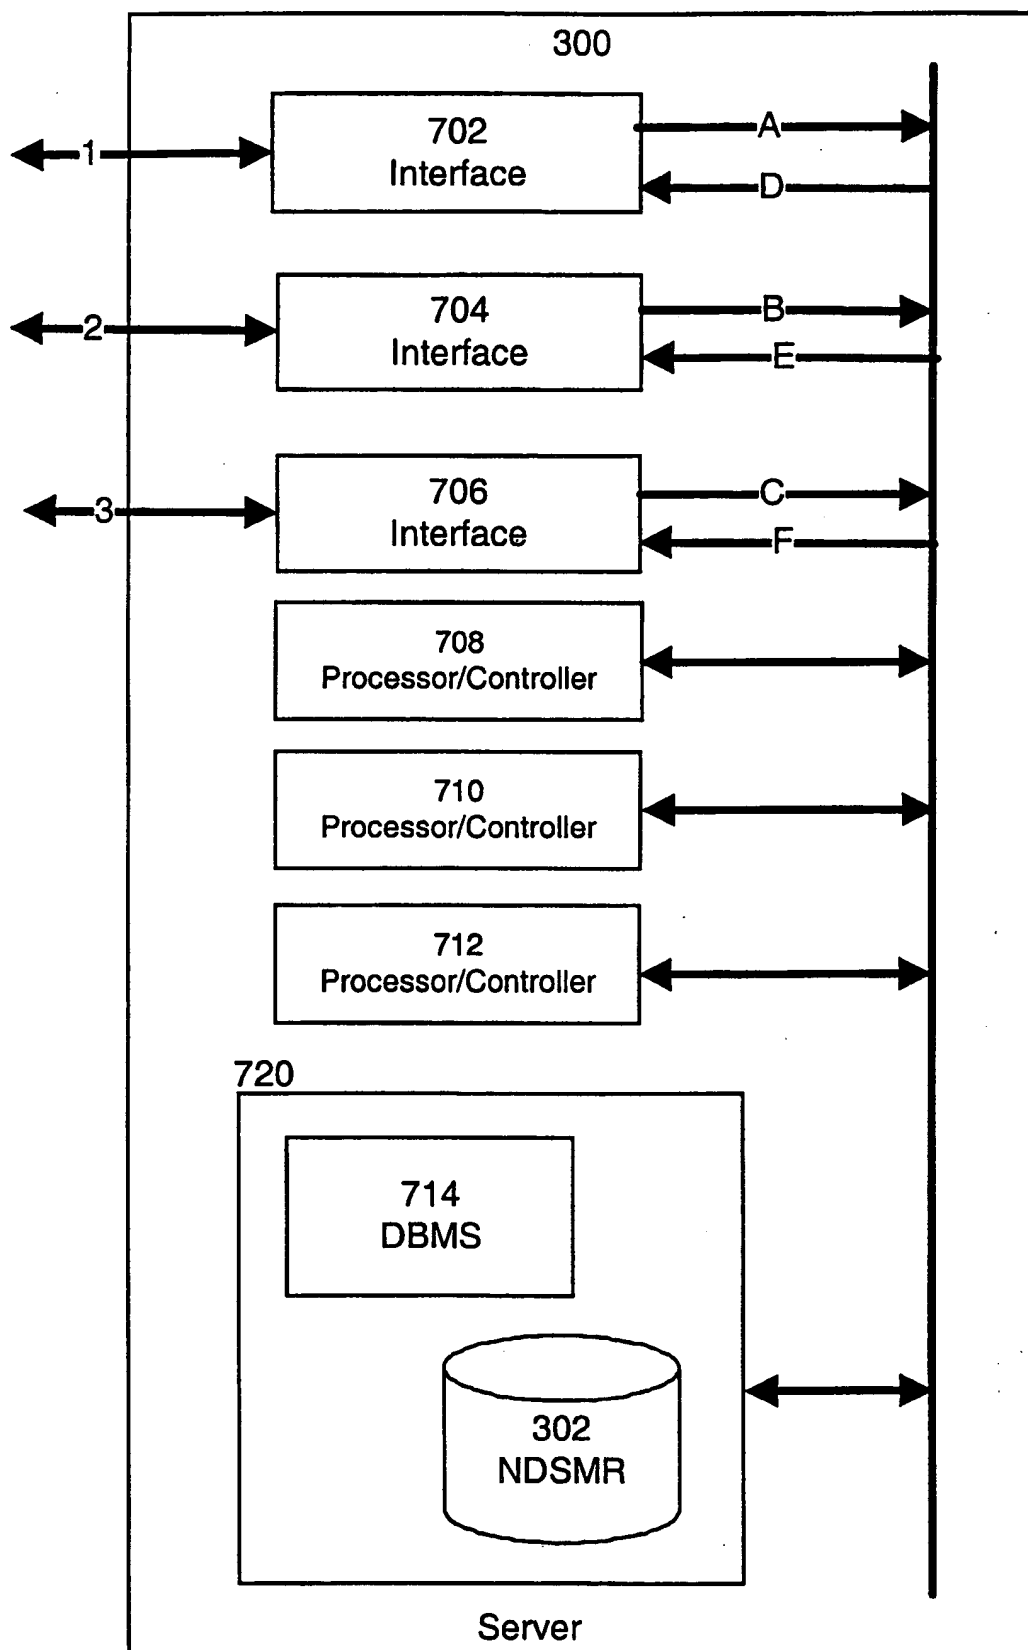 300
702
Interface
1
A
D
704
Interface
2
B
E
706
Interface
3
C
F
708
Processor/Controller
710
Processor/Controller
712
Processor/Controller
720
714
DBMS
302
NDSMR
Server